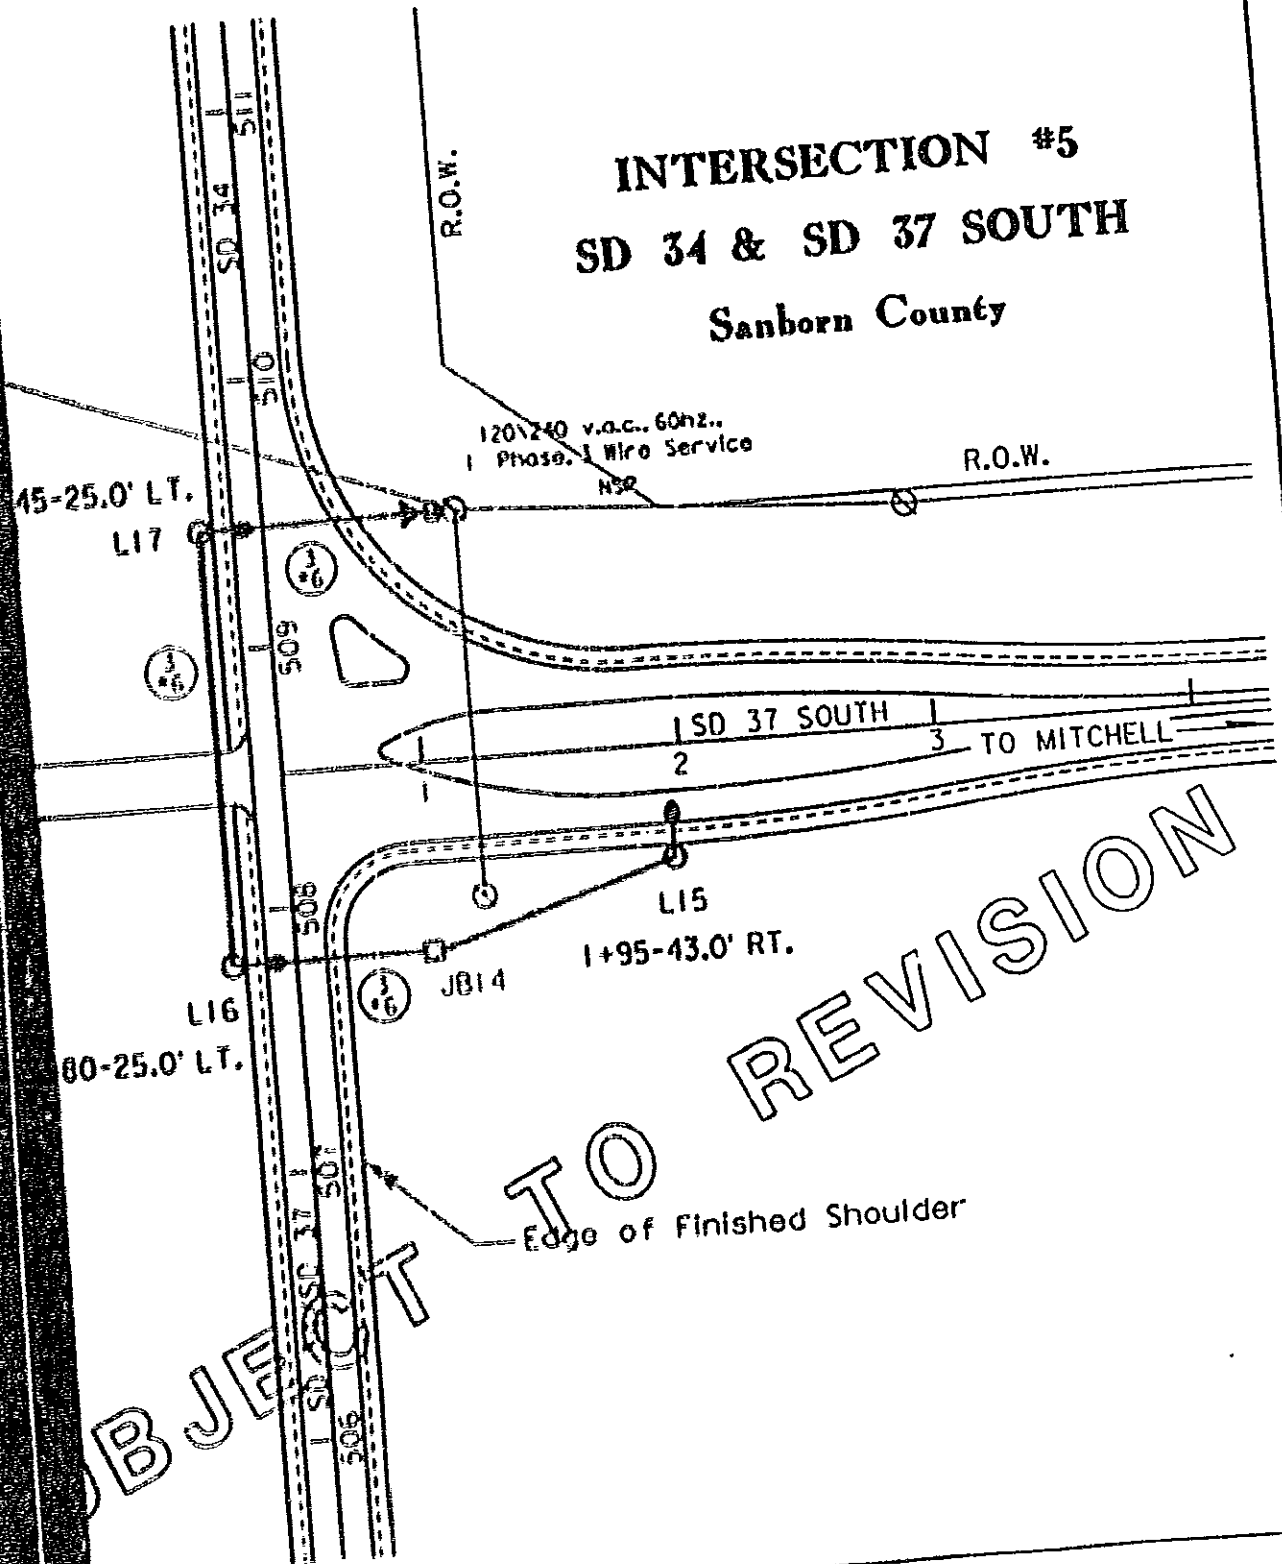 INTERSECTION #5
SD 34 & SD 37 SOUTH
Sanborn County
R.O.W.
511
SD 34
510
120\240 v.a.c., 60hz.,
1 Phase, 3 Wire Service
NSP
R.O.W.
45-25.0' LT.
L17
3
#6
509
3
#6
SD 37 SOUTH
1
2
3
TO MITCHELL
508
L15
1+95-43.0' RT.
JB14
3
#6
L16
80-25.0' LT.
507
SD 37
Edge of Finished Shoulder
SD
506
BJECT TO REVISION